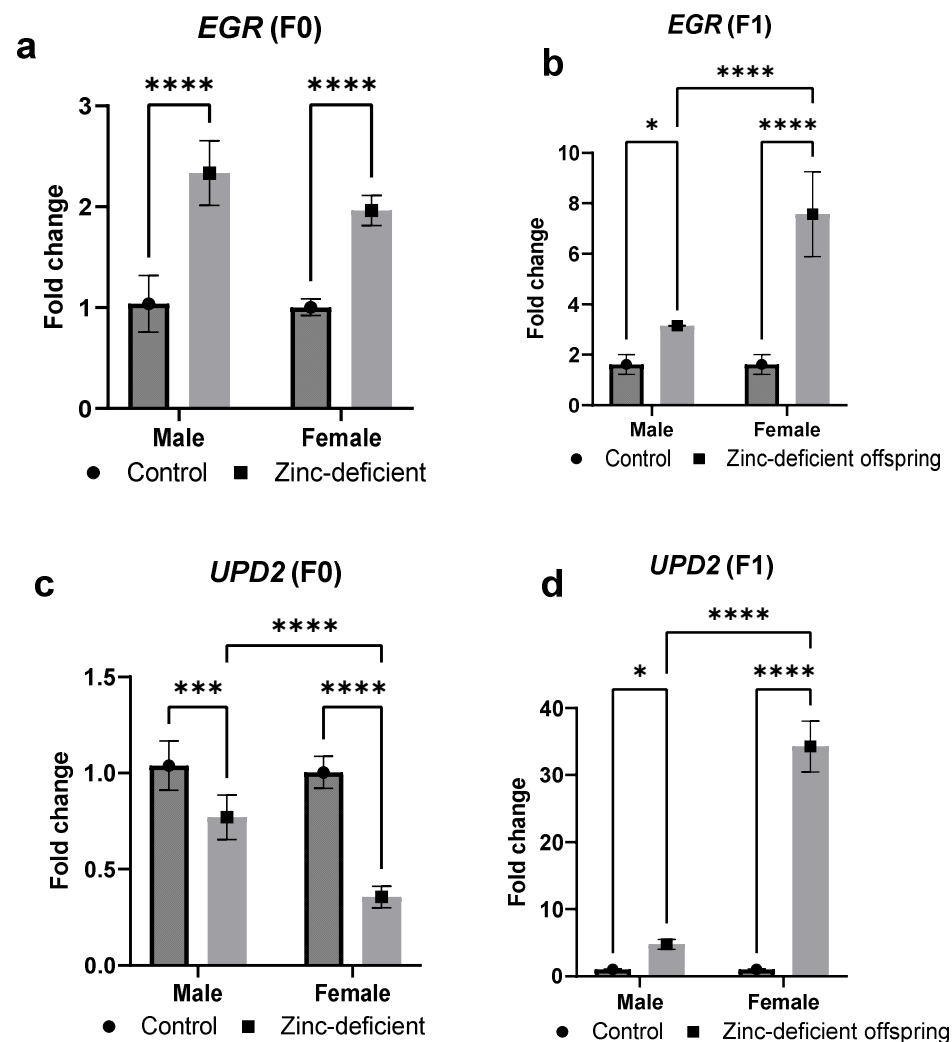 a
EGR (F0)
**** ****
3
2
1
0
Fold change
Male Female
● Control ■ Zinc-deficient
b
EGR (F1)
****
* ****
10
8
6
4
2
0
Fold change
Male Female
● Control ■ Zinc-deficient offspring
c
UPD2 (F0)
****
*** ****
1.5
1.0
0.5
0.0
Fold change
Male Female
● Control ■ Zinc-deficient
d
UPD2 (F1)
****
* ****
40
30
20
10
0
Fold change
Male Female
● Control ■ Zinc-deficient offspring